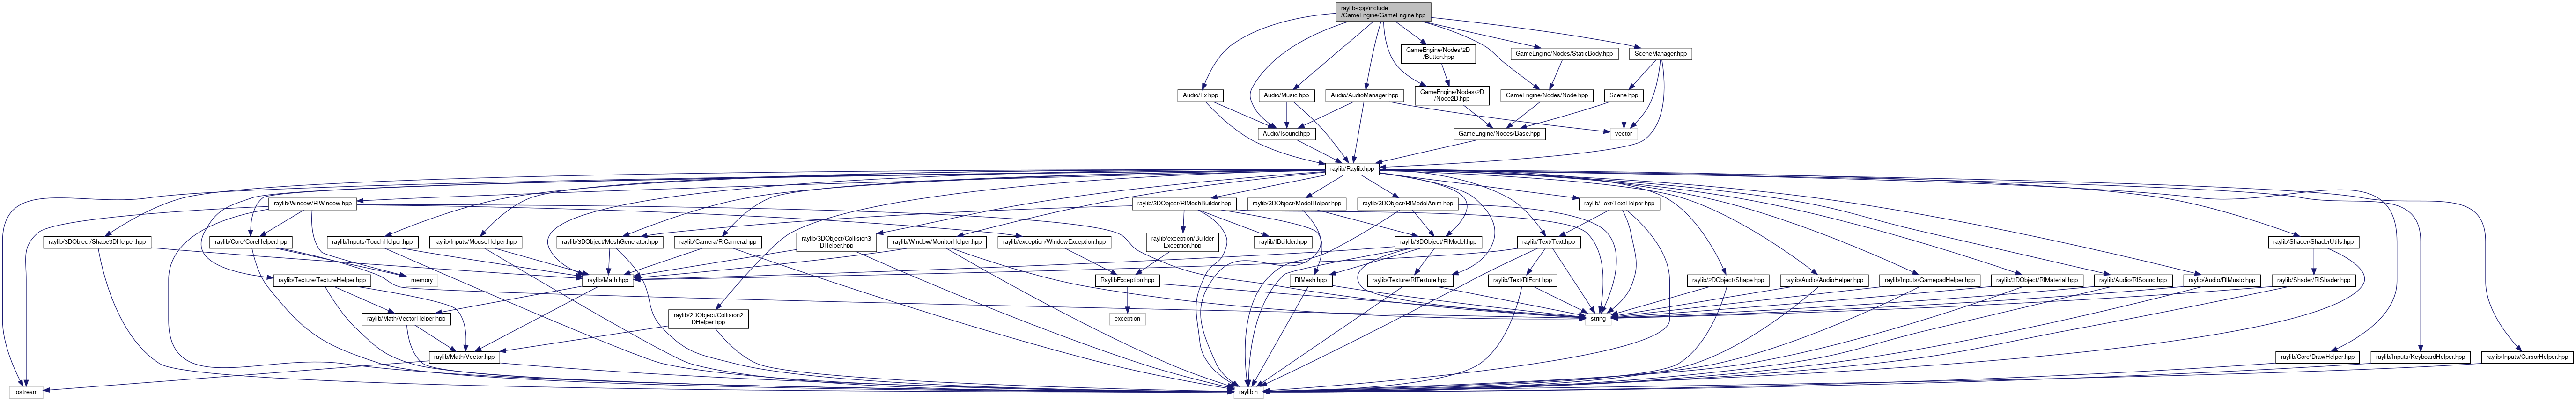 raylib-cpp/include
/GameEngine/GameEngine.hpp
GameEngine/Nodes/2D
/Button.hpp
GameEngine/Nodes/StaticBody.hpp
SceneManager.hpp
Audio/Fx.hpp
Audio/Music.hpp
Audio/AudioManager.hpp
GameEngine/Nodes/2D
/Node2D.hpp
GameEngine/Nodes/Node.hpp
Scene.hpp
Audio/Isound.hpp
GameEngine/Nodes/Base.hpp
vector
raylib/Raylib.hpp
raylib/Window/RlWindow.hpp
raylib/3DObject/RlMeshBuilder.hpp
raylib/3DObject/ModelHelper.hpp
raylib/3DObject/RlModelAnim.hpp
raylib/Text/TextHelper.hpp
raylib/3DObject/Shape3DHelper.hpp
raylib/Core/CoreHelper.hpp
raylib/Inputs/TouchHelper.hpp
raylib/Inputs/MouseHelper.hpp
raylib/3DObject/MeshGenerator.hpp
raylib/Camera/RlCamera.hpp
raylib/3DObject/Collision3
DHelper.hpp
raylib/Window/MonitorHelper.hpp
raylib/exception/WindowException.hpp
raylib/exception/Builder
Exception.hpp
raylib/IBuilder.hpp
raylib/3DObject/RlModel.hpp
raylib/Text/Text.hpp
raylib/Shader/ShaderUtils.hpp
raylib/Texture/TextureHelper.hpp
memory
raylib/Math.hpp
RaylibException.hpp
RlMesh.hpp
raylib/Texture/RlTexture.hpp
raylib/Text/RlFont.hpp
raylib/2DObject/Shape.hpp
raylib/Audio/AudioHelper.hpp
raylib/Inputs/GamepadHelper.hpp
raylib/3DObject/RlMaterial.hpp
raylib/Audio/RlSound.hpp
raylib/Audio/RlMusic.hpp
raylib/Shader/RlShader.hpp
raylib/Math/VectorHelper.hpp
raylib/2DObject/Collision2
DHelper.hpp
exception
string
raylib/Math/Vector.hpp
raylib/Core/DrawHelper.hpp
raylib/Inputs/KeyboardHelper.hpp
raylib/Inputs/CursorHelper.hpp
iostream
raylib.h